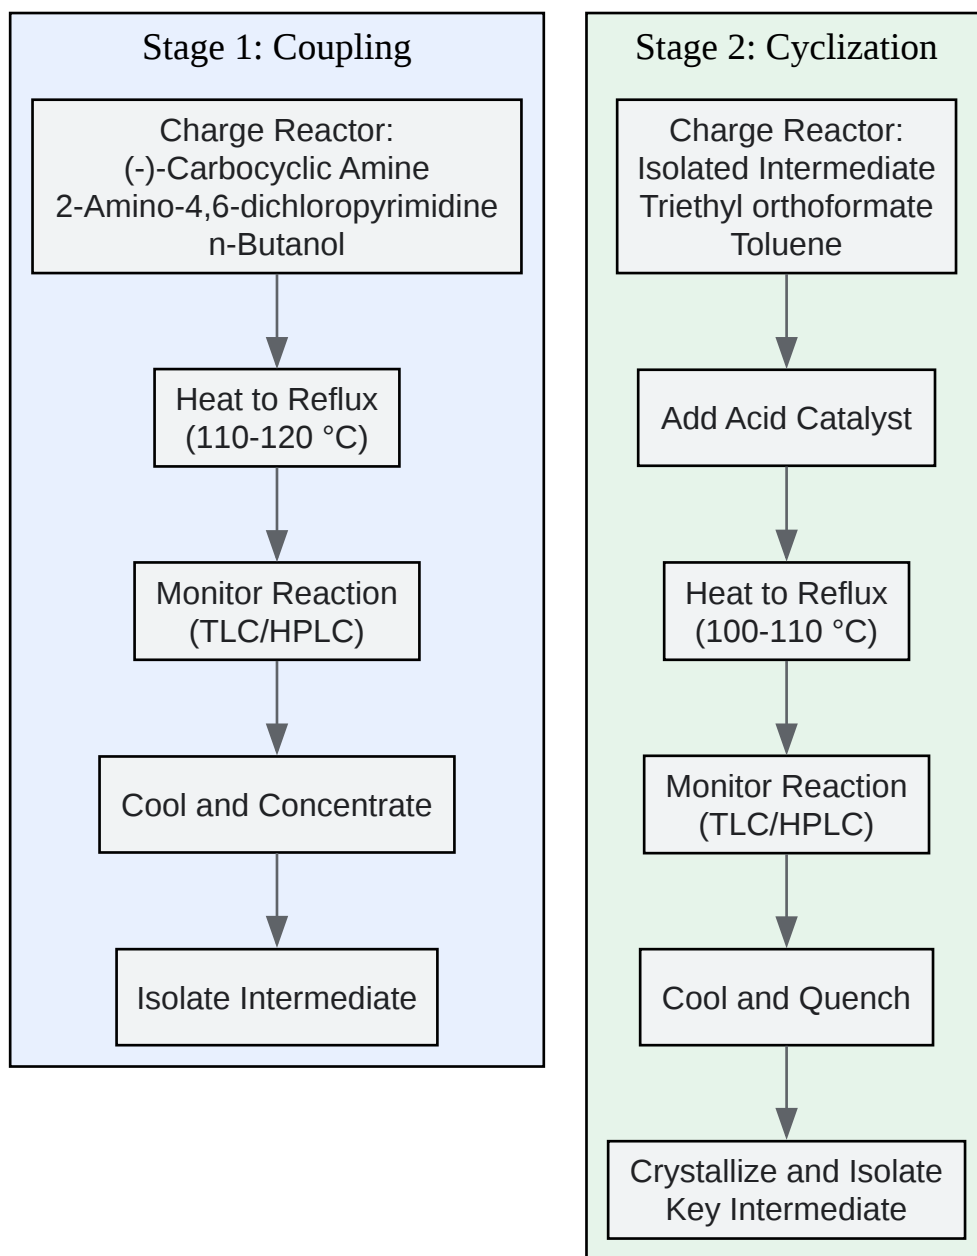 Stage 1: Coupling
Charge Reactor:
(-)-Carbocyclic Amine
2-Amino-4,6-dichloropyrimidine
n-Butanol
Heat to Reflux
(110-120 °C)
Monitor Reaction
(TLC/HPLC)
Cool and Concentrate
Isolate Intermediate
Stage 2: Cyclization
Charge Reactor:
Isolated Intermediate
Triethyl orthoformate
Toluene
Add Acid Catalyst
Heat to Reflux
(100-110 °C)
Monitor Reaction
(TLC/HPLC)
Cool and Quench
Crystallize and Isolate
Key Intermediate